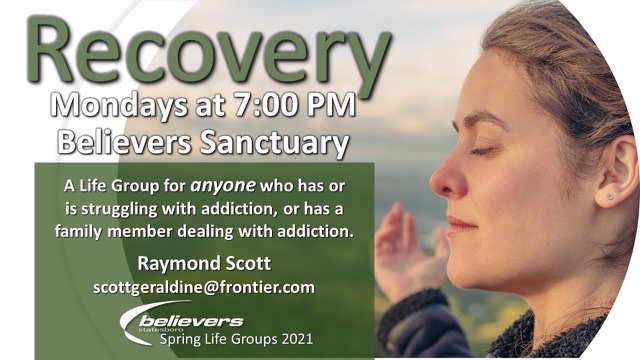 Recovery
Mondays at 7:00 PM
Believers Sanctuary
A Life Group for anyone who has or
is struggling with addiction, or has a
family member dealing with addiction.
Raymond Scott
scottgeraldine@frontier.com
believers
statesboro
Spring Life Groups 2021